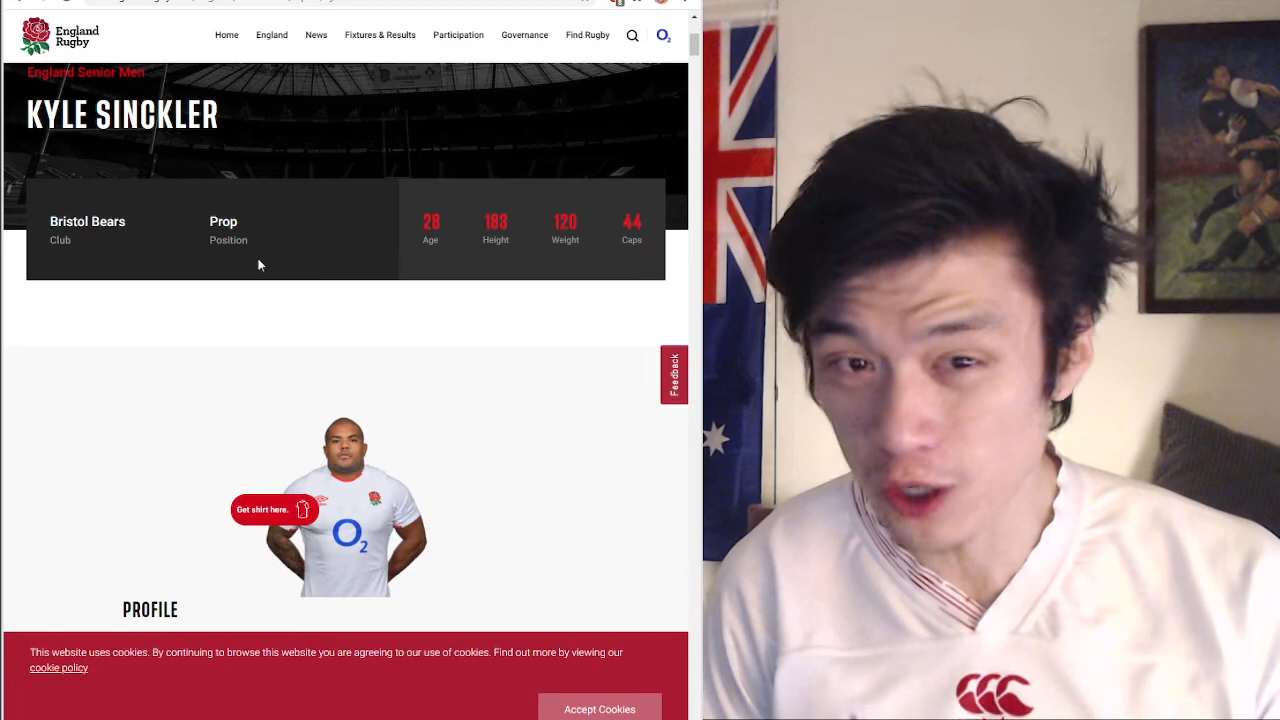 England
Rugby
Home England News Fixtures & Results Participation Governance Find Rugby O2
England Senior Men
KYLE SINCKLER
Bristol Bears Prop 28 183 120 44
Club Position Age Height Weight Caps
Feedback
Get shirt here.
O2
PROFILE
This website uses cookies. By continuing to browse this website you are agreeing to our use of cookies. Find out more by viewing our
cookie policy
Accept Cookies